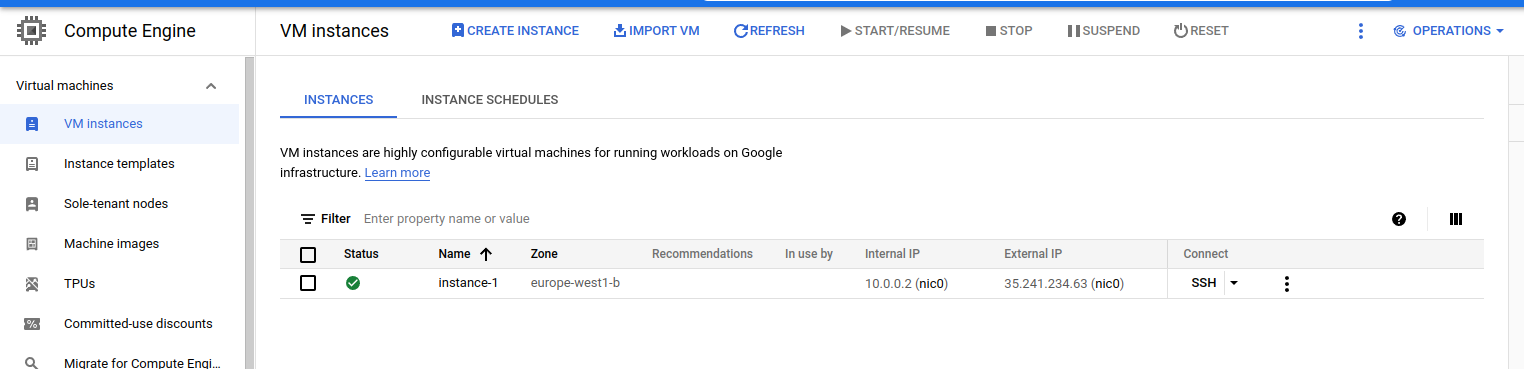 Compute Engine
VM instances
CREATE INSTANCE
IMPORT VM
REFRESH
START/RESUME
STOP
SUSPEND
RESET
OPERATIONS
Virtual machines
VM instances
Instance templates
Sole-tenant nodes
Machine images
TPUs
Committed-use discounts
Migrate for Compute Engi...
INSTANCES
INSTANCE SCHEDULES
VM instances are highly configurable virtual machines for running workloads on Google
infrastructure. Learn more
Filter Enter property name or value
Status Name Zone Recommendations In use by Internal IP External IP Connect
instance-1 europe-west1-b 10.0.0.2 (nic0) 35.241.234.63 (nic0) SSH